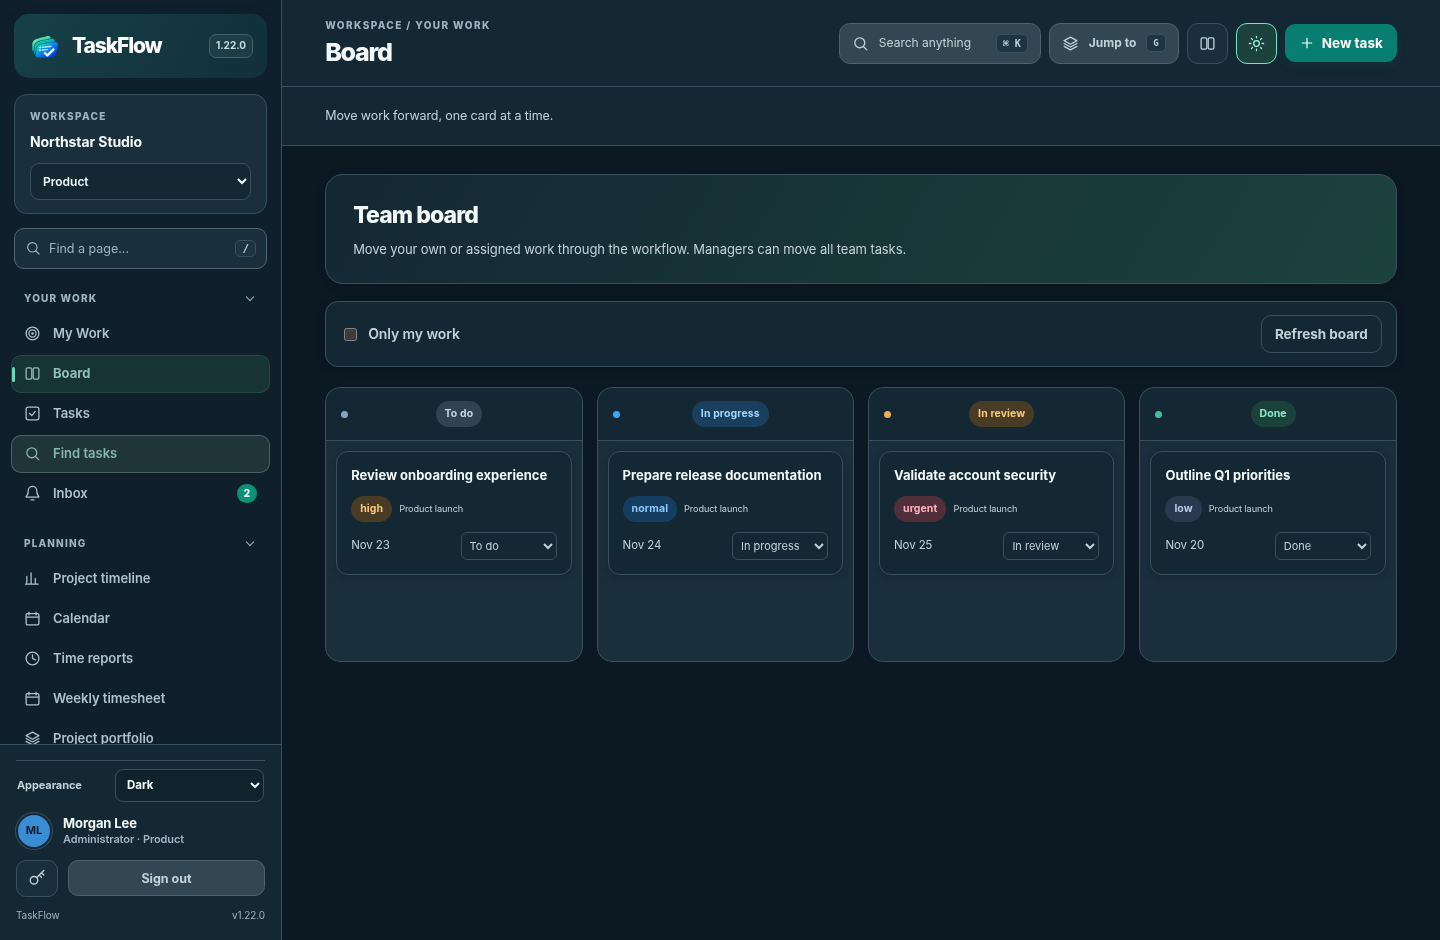 TaskFlow
1.22.0
WORKSPACE
Northstar Studio
Product
Find a page...
/
YOUR WORK
My Work
Board
Tasks
Find tasks
Inbox
2
PLANNING
Project timeline
Calendar
Time reports
Weekly timesheet
Project portfolio
Appearance
Dark
ML
Morgan Lee
Administrator · Product
Sign out
TaskFlow
v1.22.0
WORKSPACE / YOUR WORK
Board
Search anything
⌘ K
Jump to
G
New task
Move work forward, one card at a time.
Team board
Move your own or assigned work through the workflow. Managers can move all team tasks.
Only my work
Refresh board
To do
Review onboarding experience
high Product launch
Nov 23
To do
In progress
Prepare release documentation
normal Product launch
Nov 24
In progress
In review
Validate account security
urgent Product launch
Nov 25
In review
Done
Outline Q1 priorities
low Product launch
Nov 20
Done